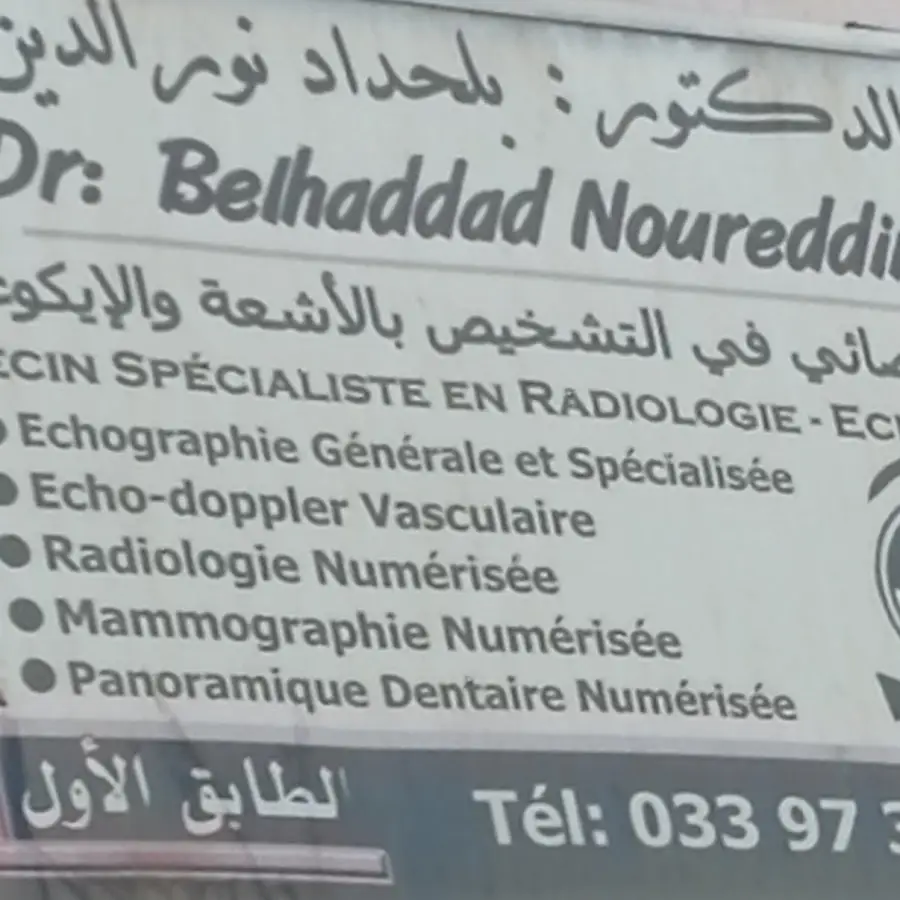 الدكتور : بلحداد نور الدين
Dr: Belhaddad Noureddi
في التشخيص بالأشعة
ECIN SPÉCIALISTE EN RADIOLOGIE - EC
Echographie Générale et Spécialisée
Echo-doppler Vasculaire
Radiologie Numérisée
Mammographie Numérisée
Panoramique Dentaire Numérisée
الطابق الأول
Tél: 033 97 3